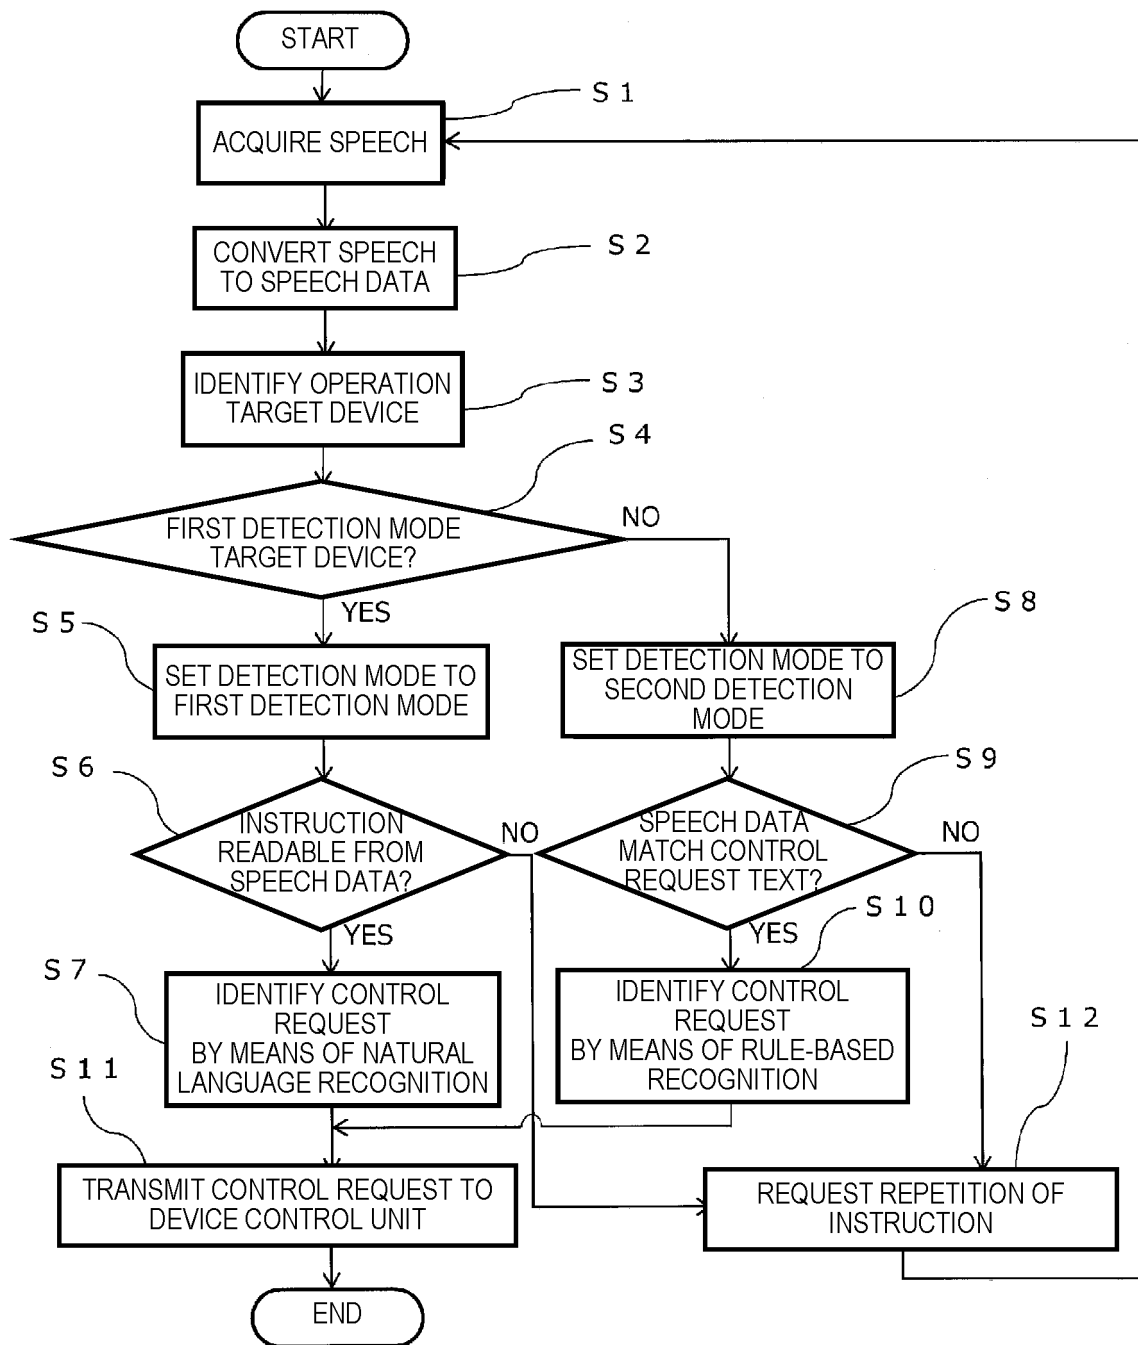 START
S 1
ACQUIRE SPEECH
S 2
CONVERT SPEECH
TO SPEECH DATA
S 3
IDENTIFY OPERATION
TARGET DEVICE
S 4
FIRST DETECTION MODE
TARGET DEVICE?
NO
YES
S 5
SET DETECTION MODE TO
FIRST DETECTION MODE
S 8
SET DETECTION MODE TO
SECOND DETECTION
MODE
S 6
INSTRUCTION
READABLE FROM
SPEECH DATA?
NO
YES
S 9
SPEECH DATA
MATCH CONTROL
REQUEST TEXT?
NO
YES
S 7
IDENTIFY CONTROL
REQUEST
BY MEANS OF NATURAL
LANGUAGE RECOGNITION
S 1 0
IDENTIFY CONTROL
REQUEST
BY MEANS OF RULE-BASED
RECOGNITION
S 1 1
TRANSMIT CONTROL REQUEST TO
DEVICE CONTROL UNIT
S 1 2
REQUEST REPETITION OF
INSTRUCTION
END